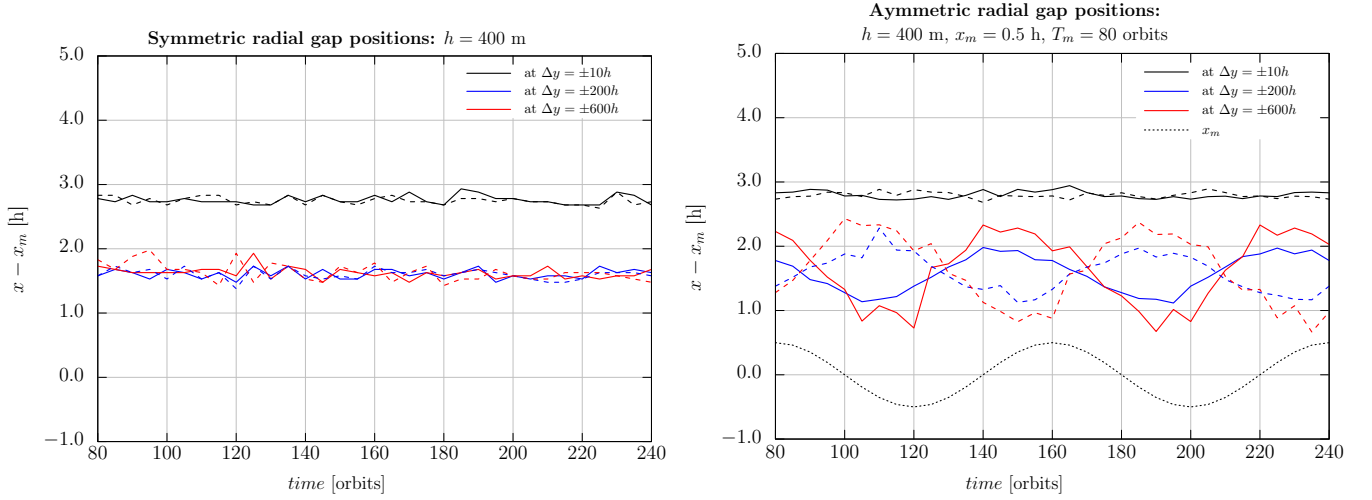 Symmetric radial gap positions: h = 400 m
5.0
4.0
3.0
2.0
1.0
0.0
−1.0
x − x_m [h]
at Δy = ±10h
at Δy = ±200h
at Δy = ±600h
80 100 120 140 160 180 200 220 240
time [orbits]
Aymmetric radial gap positions:
h = 400 m, x_m = 0.5 h, T_m = 80 orbits
5.0
4.0
3.0
2.0
1.0
0.0
−1.0
x − x_m [h]
at Δy = ±10h
at Δy = ±200h
at Δy = ±600h
x_m
80 100 120 140 160 180 200 220 240
time [orbits]